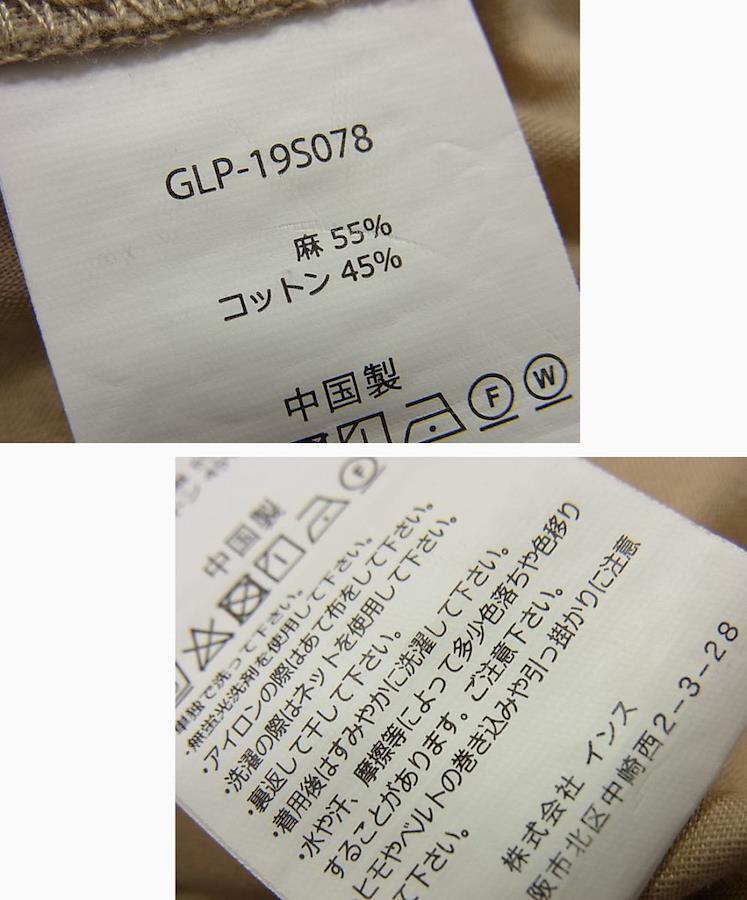 GLP-19S078
麻 55%
コットン 45%
中国製
F W
中国製
F
単独で洗って下さい。
・無蛍光洗剤を使用して下さい。
・アイロンの際はあて布をして下さい。
・洗濯の際はネットを使用して下さい。
・裏返して干して下さい。
・着用後はすみやかに洗濯して下さい。
・水や汗、摩擦等によって多少色落ちや色移り
することがあります。ご注意下さい。
ヒモやベルトの巻き込みや引っ掛かりに注意
て下さい。
株式会社 インス
阪市北区中崎西2-3-28